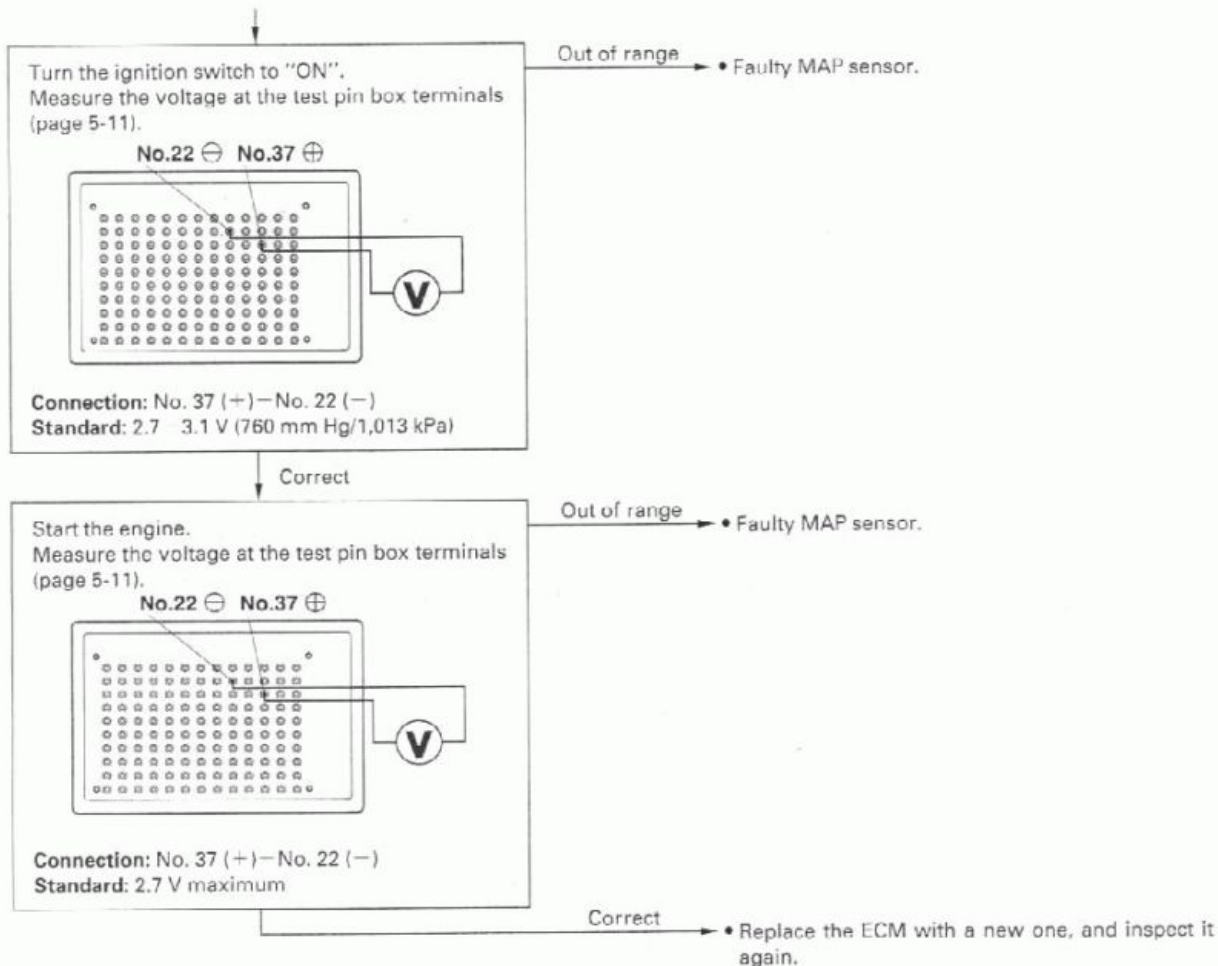 Out of range
Turn the ignition switch to "ON".
Measure the voltage at the test pin box terminals
(page 5-11).
• Faulty MAP sensor.
No.22 ⊖ No.37 ⊕
V
Connection: No. 37 (+)−No. 22 (−)
Standard: 2.7 3.1 V (760 mm Hg/1,013 kPa)
Correct
Out of range
Start the engine.
Measure the voltage at the test pin box terminals
(page 5-11).
• Faulty MAP sensor.
No.22 ⊖ No.37 ⊕
V
Connection: No. 37 (+)−No. 22 (−)
Standard: 2.7 V maximum
Correct
• Replace the ECM with a new one, and inspect it
again.